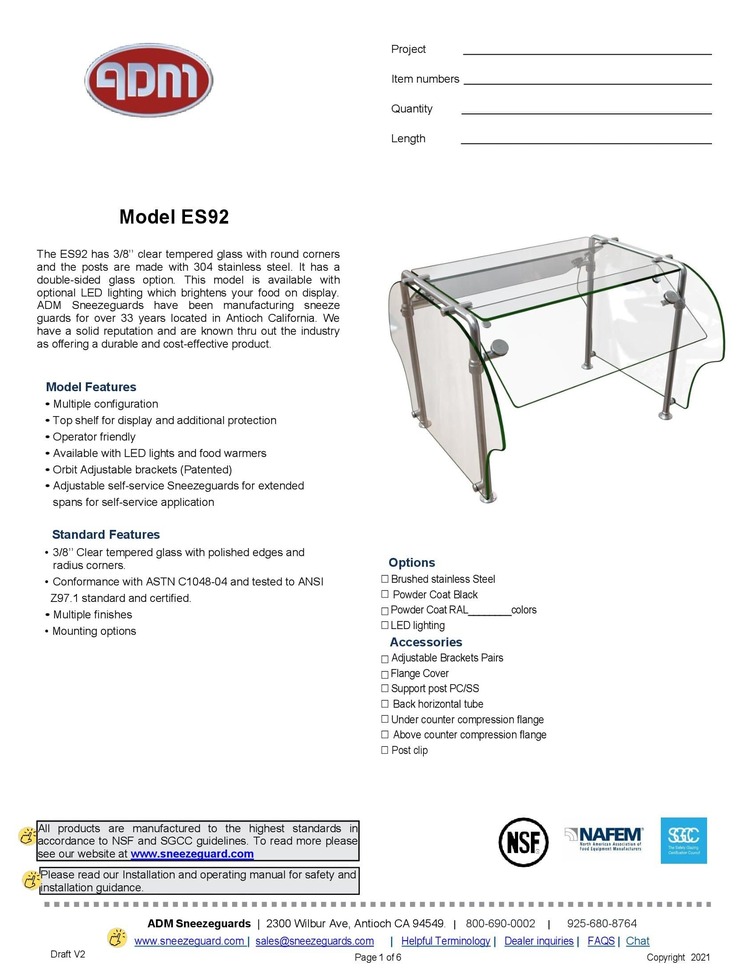 ADM
Project
Item numbers
Quantity
Length
Model ES92
The ES92 has 3/8" clear tempered glass with round corners
and the posts are made with 304 stainless steel. It has a
double-sided glass option. This model is available with
optional LED lighting which brightens your food on display.
ADM Sneezeguards have been manufacturing sneeze
guards for over 33 years located in Antioch California. We
have a solid reputation and are known thru out the industry
as offering a durable and cost-effective product.
Model Features
• Multiple configuration
• Top shelf for display and additional protection
• Operator friendly
• Available with LED lights and food warmers
• Orbit Adjustable brackets (Patented)
• Adjustable self-service Sneezeguards for extended
spans for self-service application
Standard Features
• 3/8" Clear tempered glass with polished edges and
radius corners.
• Conformance with ASTN C1048-04 and tested to ANSI
Z97.1 standard and certified.
• Multiple finishes
• Mounting options
Options
☐ Brushed stainless Steel
☐ Powder Coat Black
☐ Powder Coat RAL________colors
☐ LED lighting
Accessories
☐ Adjustable Brackets Pairs
☐ Flange Cover
☐ Support post PC/SS
☐ Back horizontal tube
☐ Under counter compression flange
☐ Above counter compression flange
☐ Post clip
All products are manufactured to the highest standards in
accordance to NSF and SGCC guidelines. To read more please
see our website at www.sneezeguard.com
Please read our Installation and operating manual for safety and
installation guidance.
NSF
NAFEM
North American Association of
Food Equipment Manufacturers
SGCC
The Safety Glazing
Certification Council
ADM Sneezeguards | 2300 Wilbur Ave, Antioch CA 94549. | 800-690-0002 | 925-680-8764
www.sneezeguard.com | sales@sneezeguards.com | Helpful Terminology | Dealer inquiries | FAQS | Chat
Draft V2
Page 1 of 6
Copyright 2021